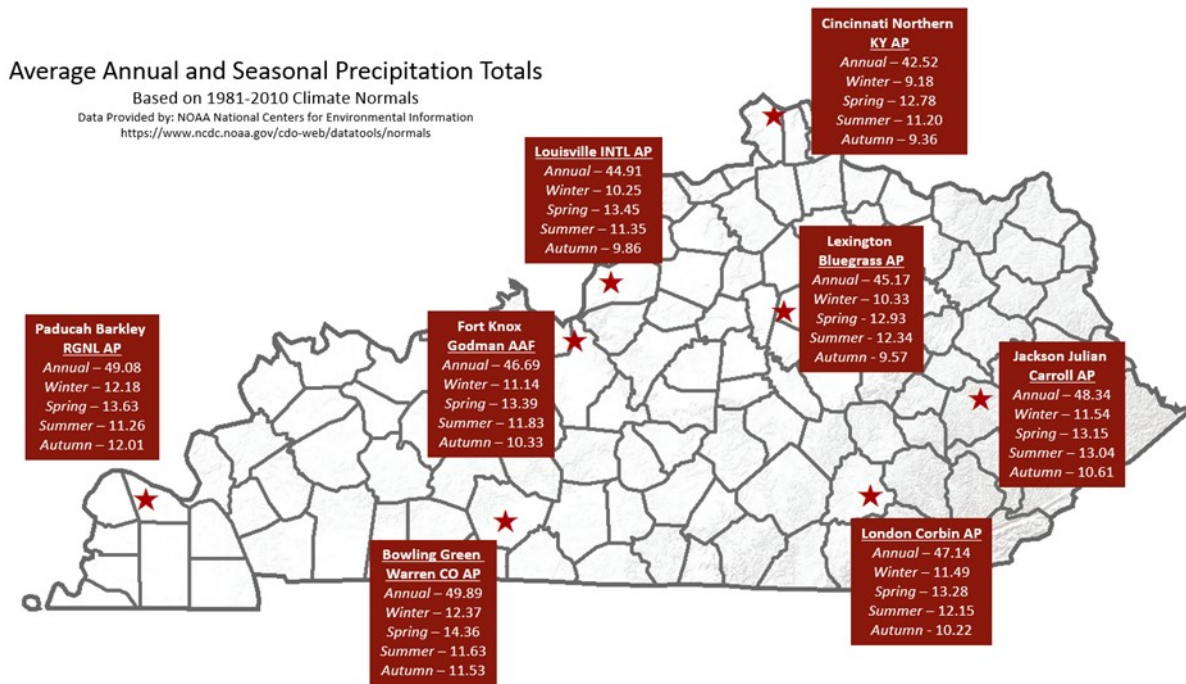 Average Annual and Seasonal Precipitation Totals
Based on 1981-2010 Climate Normals
Data Provided by: NOAA National Centers for Environmental Information
https://www.ncdc.noaa.gov/cdo-web/datatools/normals
Cincinnati Northern
KY AP
Annual – 42.52
Winter – 9.18
Spring – 12.78
Summer – 11.20
Autumn – 9.36
Louisville INTL AP
Annual – 44.91
Winter – 10.25
Spring – 13.45
Summer – 11.35
Autumn – 9.86
Lexington
Bluegrass AP
Annual – 45.17
Winter – 10.33
Spring - 12.93
Summer – 12.34
Autumn – 9.57
Paducah Barkley
RGNL AP
Annual – 49.08
Winter – 12.18
Spring – 13.63
Summer – 11.26
Autumn – 12.01
Fort Knox
Godman AAF
Annual – 46.69
Winter – 11.14
Spring – 13.39
Summer – 11.83
Autumn – 10.33
Jackson Julian
Carroll AP
Annual – 48.34
Winter – 11.54
Spring – 13.15
Summer – 13.04
Autumn – 10.61
Bowling Green
Warren CO AP
Annual – 49.89
Winter – 12.37
Spring – 14.36
Summer – 11.63
Autumn – 11.53
London Corbin AP
Annual – 47.14
Winter – 11.49
Spring – 13.28
Summer – 12.15
Autumn - 10.22